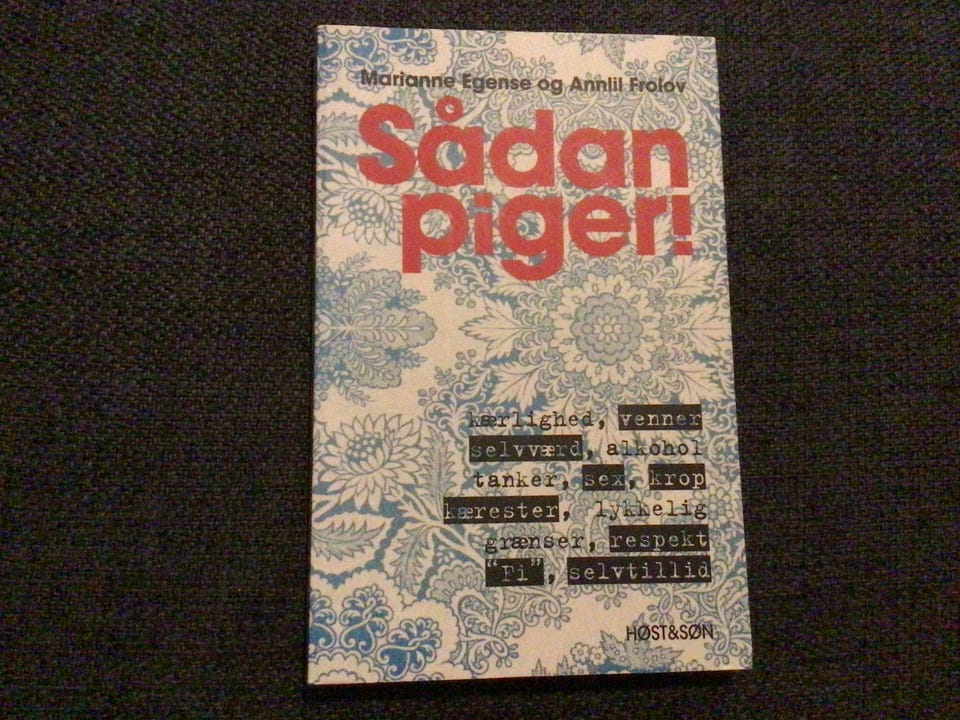 Marianne Egense og Annlil Frolov
Sådan
piger!
kærlighed, venner
selvværd, alkohol
tanker, sex, krop
kærester, lykkelig
grænser, respekt
"Fi", selvtillid
HØST&SØN